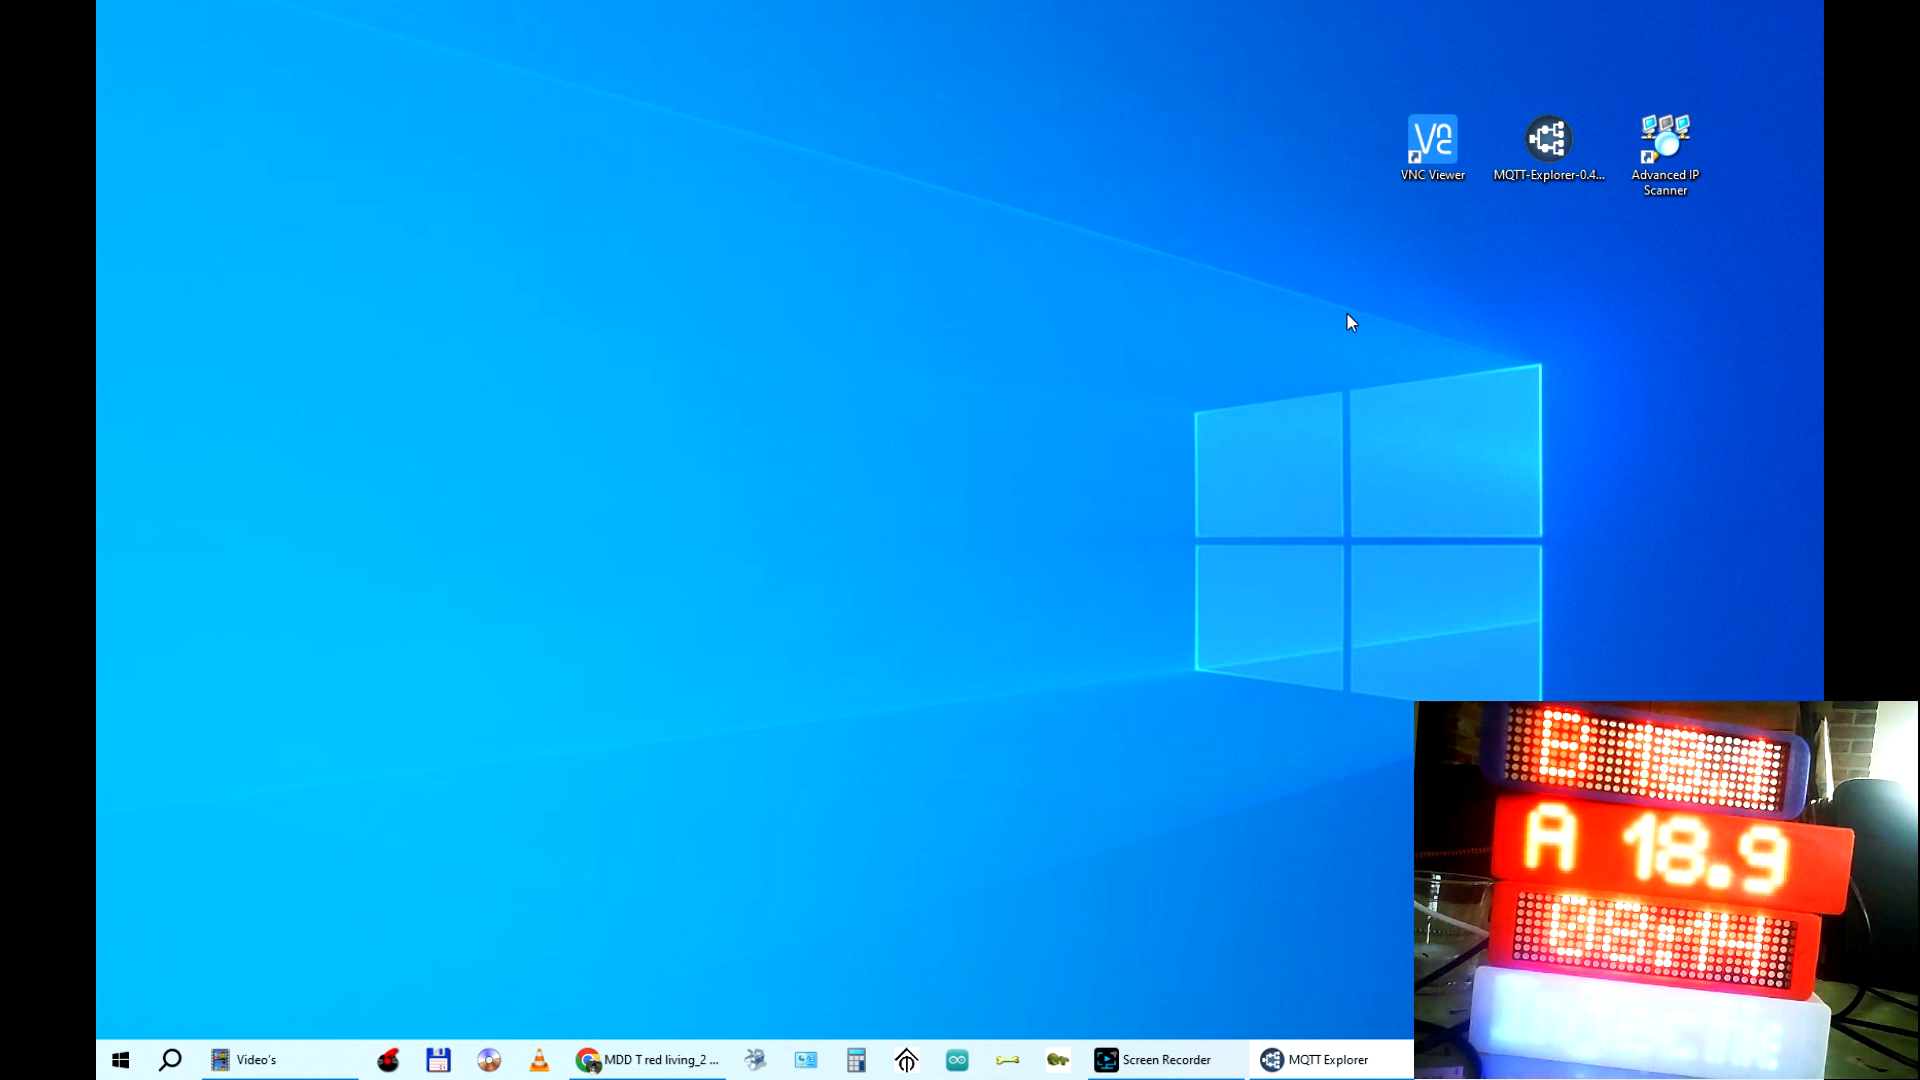 VNC Viewer
MQTT-Explorer-0.4...
Advanced IP
Scanner
A 18.9
Video's
MDD T red living_2 ...
Screen Recorder
MQTT Explorer